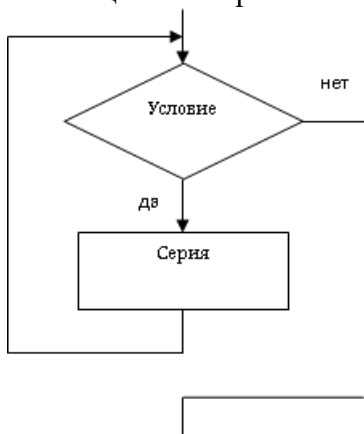 Условие
нет
да
Серия